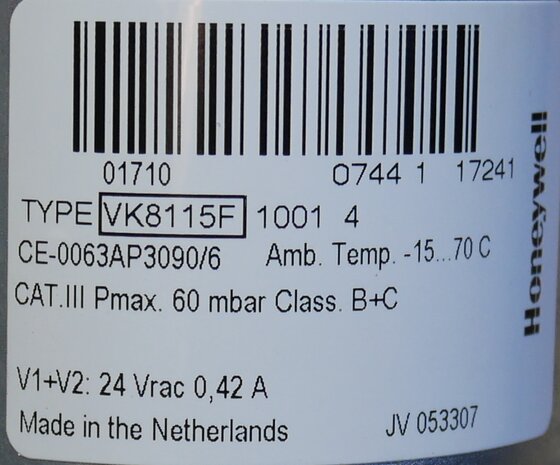 01710 0744 1 17241
TYPE VK8115F 1001 4
CE-0063AP3090/6 Amb. Temp. -15...70 C
CAT.III Pmax. 60 mbar Class. B+C
V1+V2: 24 Vrac 0,42 A
Made in the Netherlands JV 053307
Honeywell